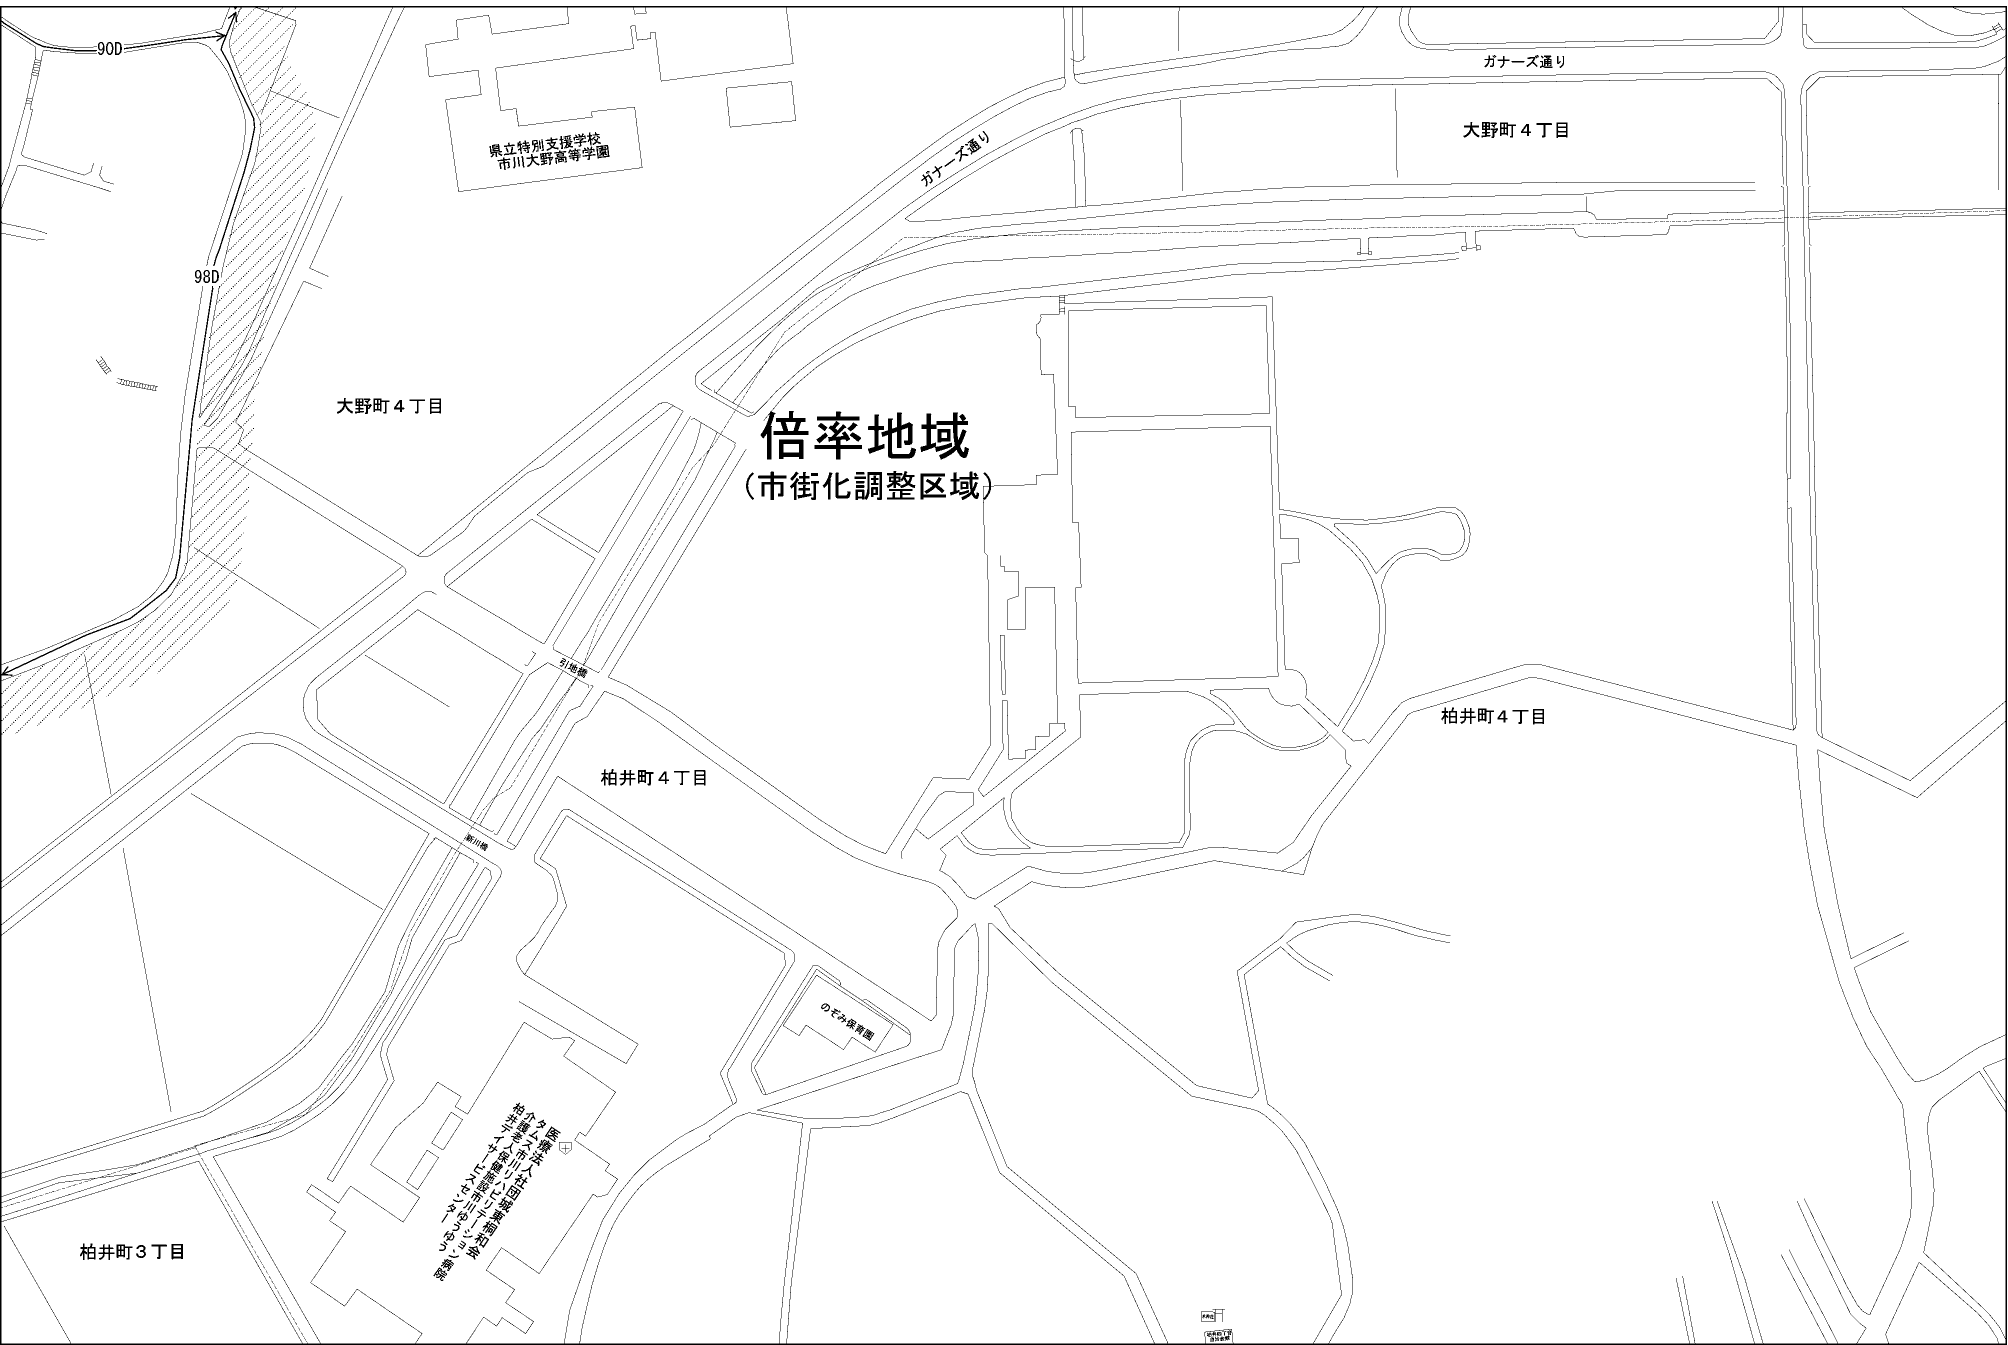 90D
ガナーズ通り
大野町４丁目
県立特別支援学校
市川大野高等学園
ガナーズ通り
98D
大野町４丁目
倍率地域
（市街化調整区域）
引地橋
柏井町４丁目
柏井町４丁目
新川橋
のぞみ保育園
医療法人社団城東桐和会
タムス市川リハビリテーション病院
介護老人保健施設市川ゆうゆう
柏井デイサービスセンター
柏井町３丁目